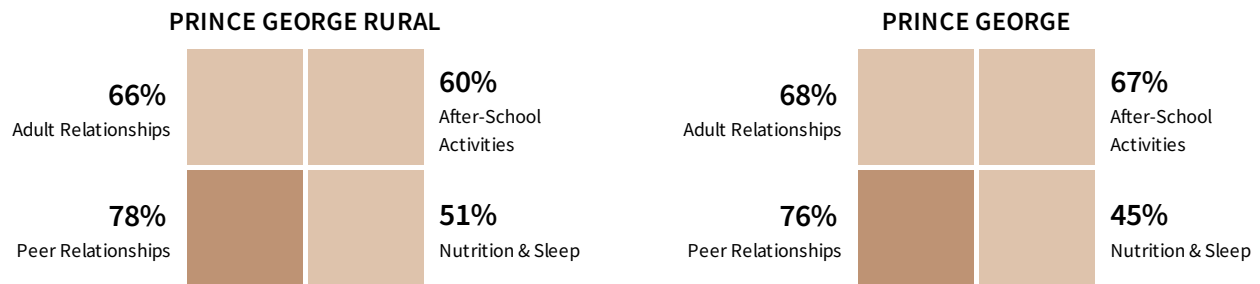 PRINCE GEORGE RURAL
66%
Adult Relationships
60%
After-School
Activities
78%
Peer Relationships
51%
Nutrition & Sleep
PRINCE GEORGE
68%
Adult Relationships
67%
After-School
Activities
76%
Peer Relationships
45%
Nutrition & Sleep